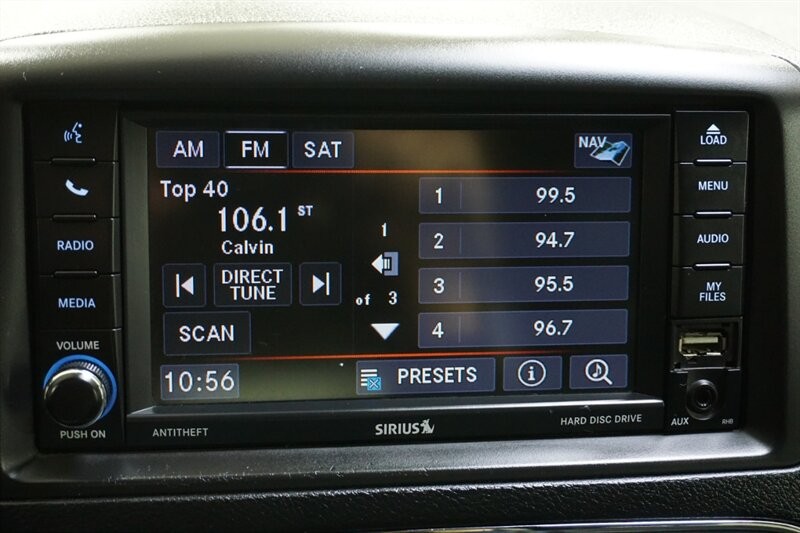 AM FM SAT NAV
Top 40
106.1 ST
Calvin
DIRECT
TUNE
SCAN
10:56
1
of 3
1 99.5
2 94.7
3 95.5
4 96.7
PRESETS
i
RADIO
MEDIA
VOLUME
PUSH ON
LOAD
MENU
AUDIO
MY
FILES
AUX
RHB
ANTITHEFT
SIRIUS
HARD DISC DRIVE